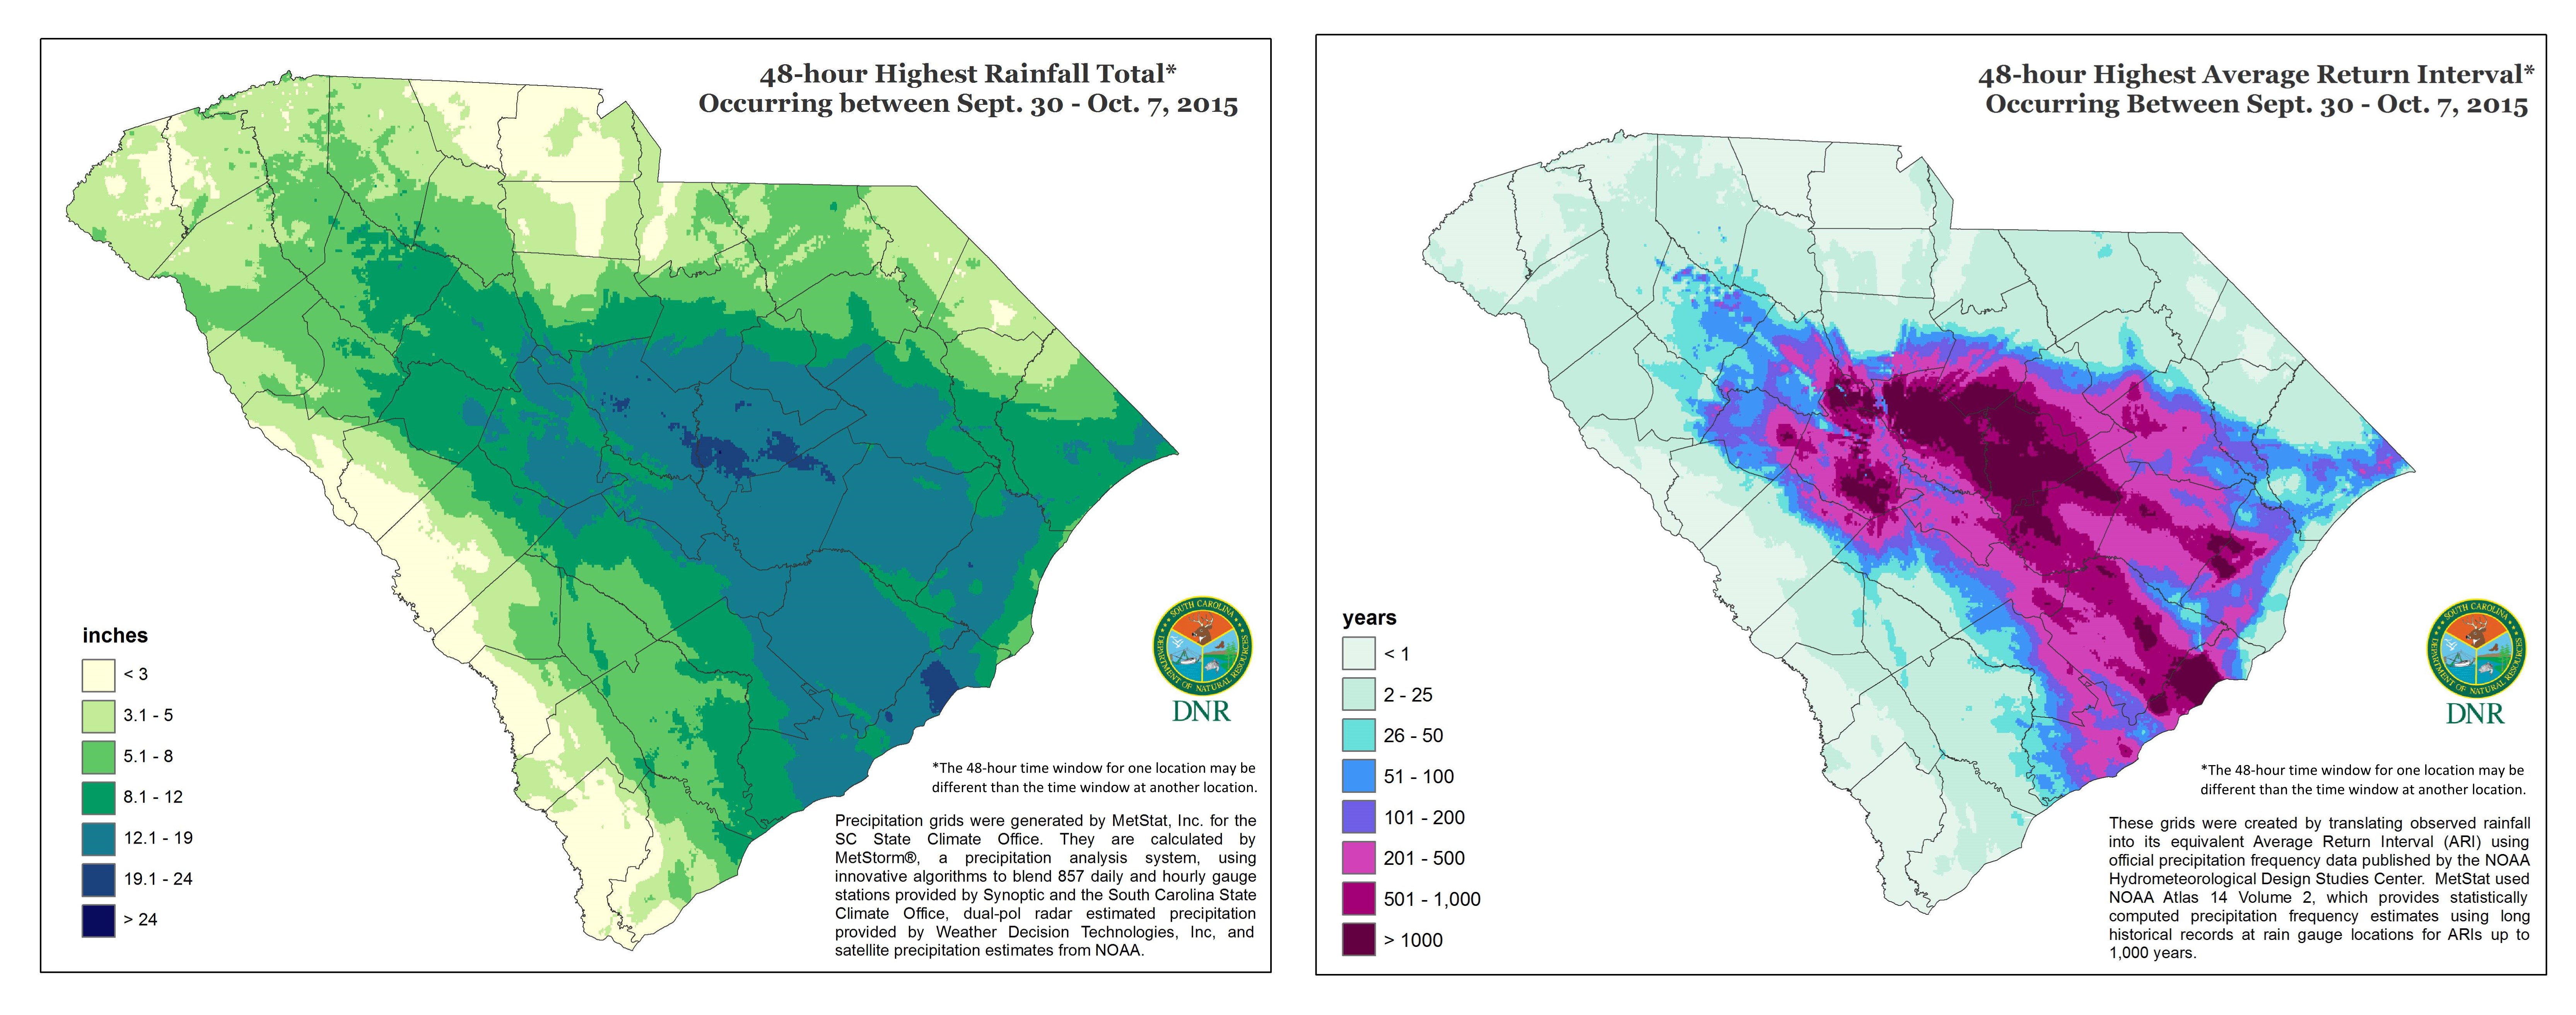 48-hour Highest Rainfall Total*
Occurring between Sept. 30 - Oct. 7, 2015
inches
< 3
3.1 - 5
5.1 - 8
8.1 - 12
12.1 - 19
19.1 - 24
> 24
SOUTH CAROLINA
DEPARTMENT OF NATURAL RESOURCES
DNR
*The 48-hour time window for one location may be
different than the time window at another location.
Precipitation grids were generated by MetStat, Inc. for the
SC State Climate Office. They are calculated by
MetStorm®, a precipitation analysis system, using
innovative algorithms to blend 857 daily and hourly gauge
stations provided by Synoptic and the South Carolina State
Climate Office, dual-pol radar estimated precipitation
provided by Weather Decision Technologies, Inc, and
satellite precipitation estimates from NOAA.
48-hour Highest Average Return Interval*
Occurring Between Sept. 30 - Oct. 7, 2015
years
< 1
2 - 25
26 - 50
51 - 100
101 - 200
201 - 500
501 - 1,000
> 1000
SOUTH CAROLINA
DEPARTMENT OF NATURAL RESOURCES
DNR
*The 48-hour time window for one location may be
different than the time window at another location.
These grids were created by translating observed rainfall
into its equivalent Average Return Interval (ARI) using
official precipitation frequency data published by the NOAA
Hydrometeorological Design Studies Center. MetStat used
NOAA Atlas 14 Volume 2, which provides statistically
computed precipitation frequency estimates using long
historical records at rain gauge locations for ARIs up to
1,000 years.